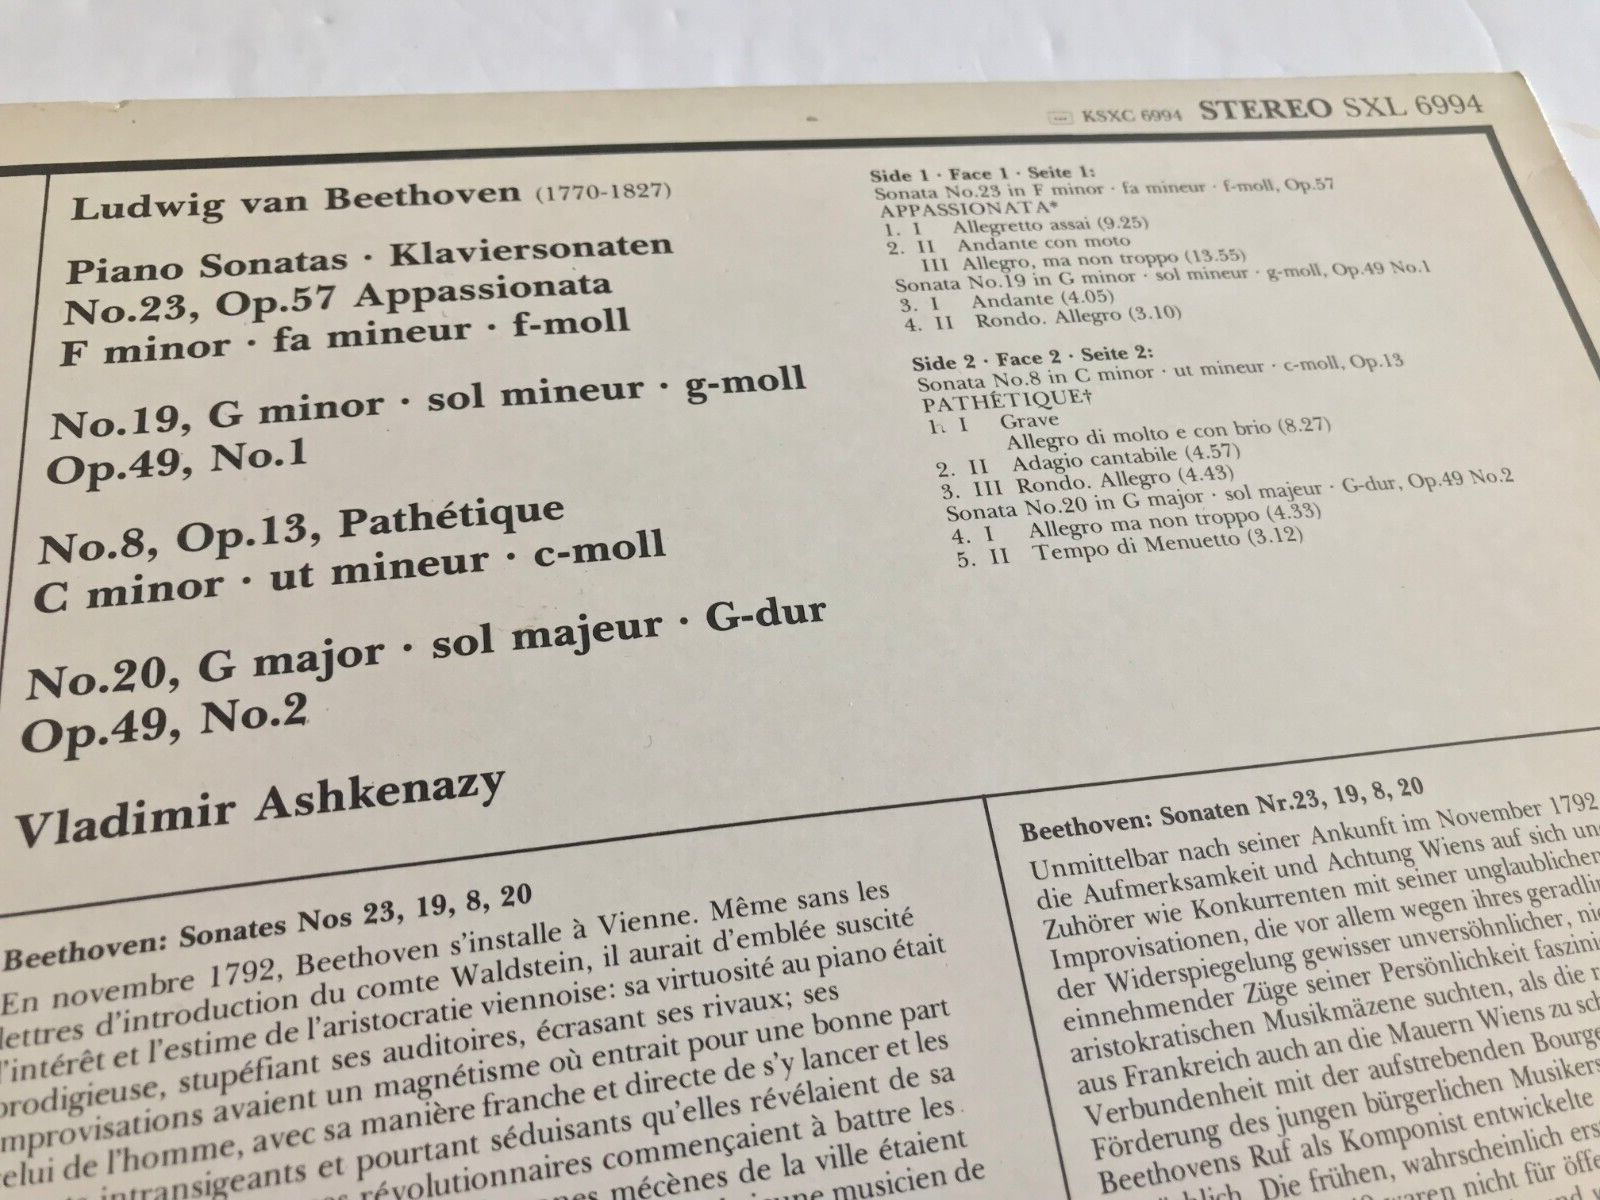 KSXC 6994 STEREO SXL 6994
Ludwig van Beethoven (1770-1827)
Piano Sonatas · Klaviersonaten
No.23, Op.57 Appassionata
F minor · fa mineur · f-moll
No.19, G minor · sol mineur · g-moll
Op.49, No.1
No.8, Op.13, Pathétique
C minor · ut mineur · c-moll
No.20, G major · sol majeur · G-dur
Op.49, No.2
Vladimir Ashkenazy
Side 1 · Face 1 · Seite 1:
Sonata No.23 in F minor · fa mineur · f-moll, Op.57
APPASSIONATA*
1. I Allegretto assai (9.25)
2. II Andante con moto
III Allegro, ma non troppo (13.55)
Sonata No.19 in G minor · sol mineur · g-moll, Op.49 No.1
3. I Andante (4.05)
4. II Rondo. Allegro (3.10)
Side 2 · Face 2 · Seite 2:
Sonata No.8 in C minor · ut mineur · c-moll, Op.13
PATHÉTIQUE†
1. I Grave
Allegro di molto e con brio (8.27)
2. II Adagio cantabile (4.57)
3. III Rondo. Allegro (4.43)
Sonata No.20 in G major · sol majeur · G-dur, Op.49 No.2
4. I Allegro ma non troppo (4.33)
5. II Tempo di Menuetto (3.12)
Beethoven: Sonates Nos 23, 19, 8, 20
En novembre 1792, Beethoven s'installe à Vienne. Même sans les
lettres d'introduction du comte Waldstein, il aurait d'emblée suscité
l'intérêt et l'estime de l'aristocratie viennoise: sa virtuosité au piano était
prodigieuse, stupéfiant ses auditoires, écrasant ses rivaux; ses
improvisations avaient un magnétisme où entrait pour une bonne part
celui de l'homme, avec sa manière franche et directe de s'y lancer et les
intransigeants et pourtant séduisants qu'elles révélaient de sa
révolutionnaires commençaient à battre les
mécènes de la ville étaient
musicien de
Beethoven: Sonaten Nr.23, 19, 8, 20
Unmittelbar nach seiner Ankunft im November 1792
die Aufmerksamkeit und Achtung Wiens auf sich und
Zuhörer wie Konkurrenten mit seiner unglaublichen
Improvisationen, die vor allem wegen ihres geradlin
der Widerspiegelung gewisser unversöhnlicher, ni
einnehmender Züge seiner Persönlichkeit faszini
aristokratischen Musikmäzene suchten, als die r
aus Frankreich auch an die Mauern Wiens zu sch
Verbundenheit mit der aufstrebenden Bourge
Förderung des jungen bürgerlichen Musikers
Beethovens Ruf als Komponist entwickelte
Die frühen, wahrscheinlich erst
waren nicht für öffe